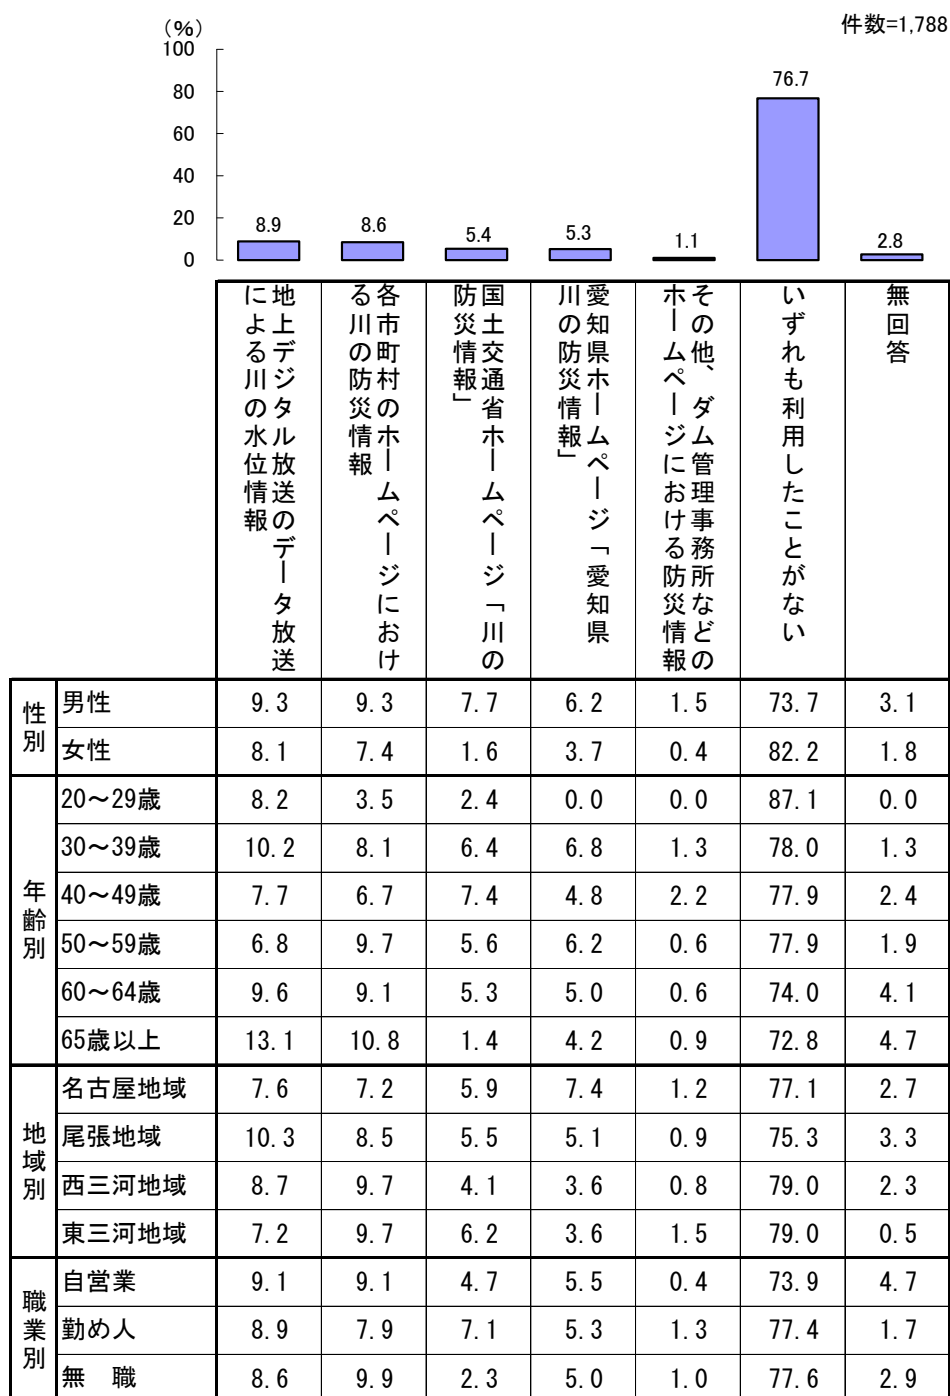 件数=1,788
(%)
100
80
60
40
20
0
8.9
8.6
5.4
5.3
1.1
76.7
2.8
地上デジタル放送のデータ放送
による川の水位情報
各市町村のホームページにおけ
る川の防災情報
国土交通省ホームページ「川の
防災情報」
愛知県ホームページ「愛知県
川の防災情報」
その他、ダム管理事務所などの
ホームページにおける防災情報
いずれも利用したことがない
無回答
性別
男性 9.3 9.3 7.7 6.2 1.5 73.7 3.1
女性 8.1 7.4 1.6 3.7 0.4 82.2 1.8
年齢別
20～29歳 8.2 3.5 2.4 0.0 0.0 87.1 0.0
30～39歳 10.2 8.1 6.4 6.8 1.3 78.0 1.3
40～49歳 7.7 6.7 7.4 4.8 2.2 77.9 2.4
50～59歳 6.8 9.7 5.6 6.2 0.6 77.9 1.9
60～64歳 9.6 9.1 5.3 5.0 0.6 74.0 4.1
65歳以上 13.1 10.8 1.4 4.2 0.9 72.8 4.7
地域別
名古屋地域 7.6 7.2 5.9 7.4 1.2 77.1 2.7
尾張地域 10.3 8.5 5.5 5.1 0.9 75.3 3.3
西三河地域 8.7 9.7 4.1 3.6 0.8 79.0 2.3
東三河地域 7.2 9.7 6.2 3.6 1.5 79.0 0.5
職業別
自営業 9.1 9.1 4.7 5.5 0.4 73.9 4.7
勤め人 8.9 7.9 7.1 5.3 1.3 77.4 1.7
無　職 8.6 9.9 2.3 5.0 1.0 77.6 2.9